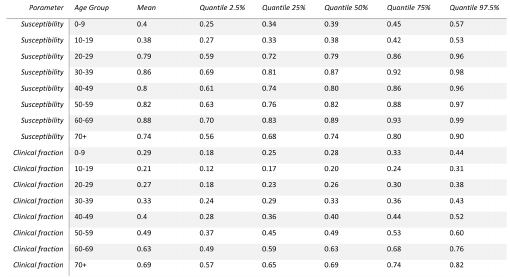 Parameter Age Group Mean Quantile 2.5% Quantile 25% Quantile 50% Quantile 75% Quantile 97.5%
Susceptibility 0-9 0.4 0.25 0.34 0.39 0.45 0.57
Susceptibility 10-19 0.38 0.27 0.33 0.38 0.42 0.53
Susceptibility 20-29 0.79 0.59 0.72 0.79 0.86 0.96
Susceptibility 30-39 0.86 0.69 0.81 0.87 0.92 0.98
Susceptibility 40-49 0.8 0.61 0.74 0.80 0.86 0.96
Susceptibility 50-59 0.82 0.63 0.76 0.82 0.88 0.97
Susceptibility 60-69 0.88 0.70 0.83 0.89 0.93 0.99
Susceptibility 70+ 0.74 0.56 0.68 0.74 0.80 0.90
Clinical fraction 0-9 0.29 0.18 0.25 0.28 0.33 0.44
Clinical fraction 10-19 0.21 0.12 0.17 0.20 0.24 0.31
Clinical fraction 20-29 0.27 0.18 0.23 0.26 0.30 0.38
Clinical fraction 30-39 0.33 0.24 0.29 0.33 0.36 0.43
Clinical fraction 40-49 0.4 0.28 0.36 0.40 0.44 0.52
Clinical fraction 50-59 0.49 0.37 0.45 0.49 0.53 0.60
Clinical fraction 60-69 0.63 0.49 0.59 0.63 0.68 0.76
Clinical fraction 70+ 0.69 0.57 0.65 0.69 0.74 0.82